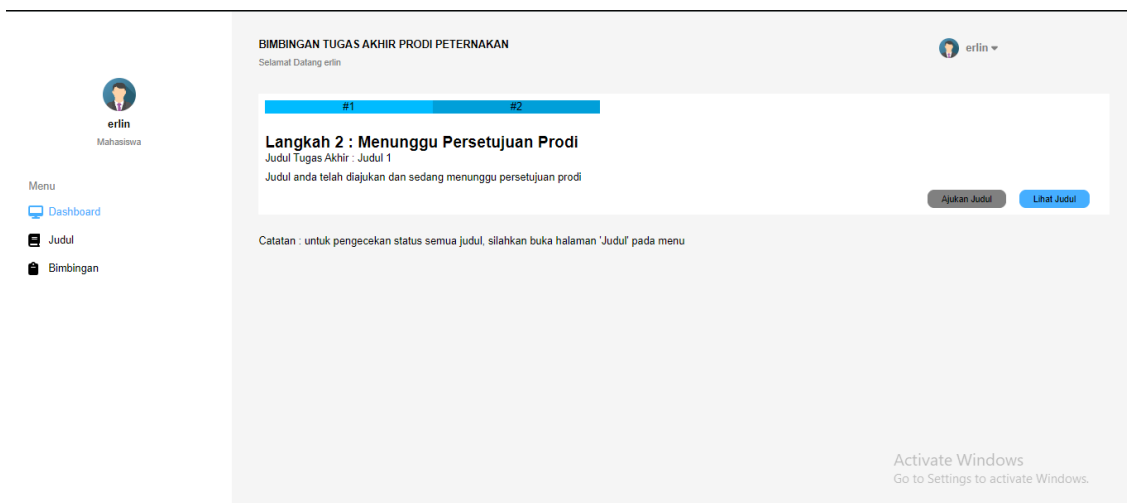 BIMBINGAN TUGAS AKHIR PRODI PETERNAKAN
Selamat Datang erlin
erlin
erlin
Mahasiswa
Menu
Dashboard
Judul
Bimbingan
#1 #2
Langkah 2 : Menunggu Persetujuan Prodi
Judul Tugas Akhir : Judul 1
Judul anda telah diajukan dan sedang menunggu persetujuan prodi
Ajukan Judul Lihat Judul
Catatan : untuk pengecekan status semua judul, silahkan buka halaman 'Judul' pada menu
Activate Windows
Go to Settings to activate Windows.